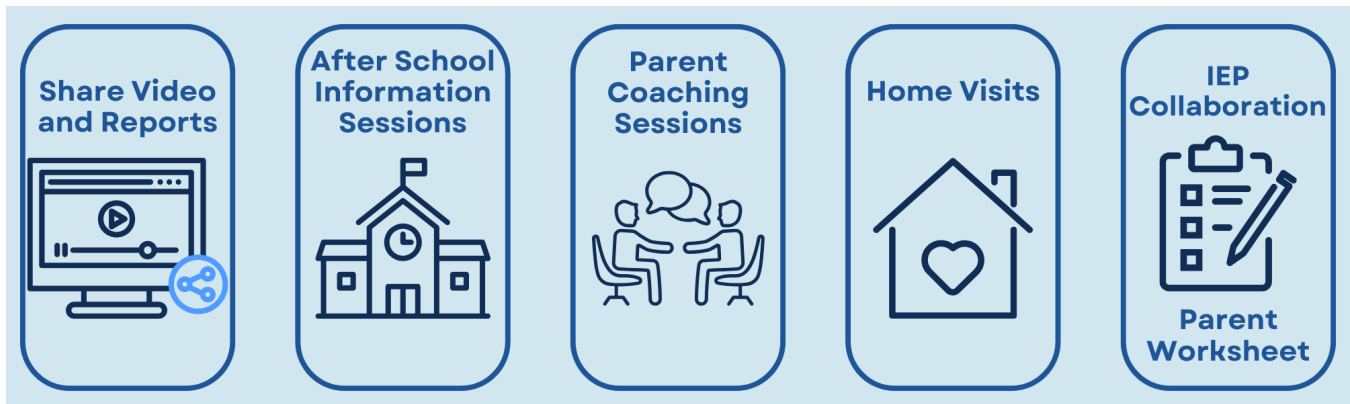 Share Video
and Reports
After School
Information
Sessions
Parent
Coaching
Sessions
Home Visits
IEP
Collaboration
Parent
Worksheet